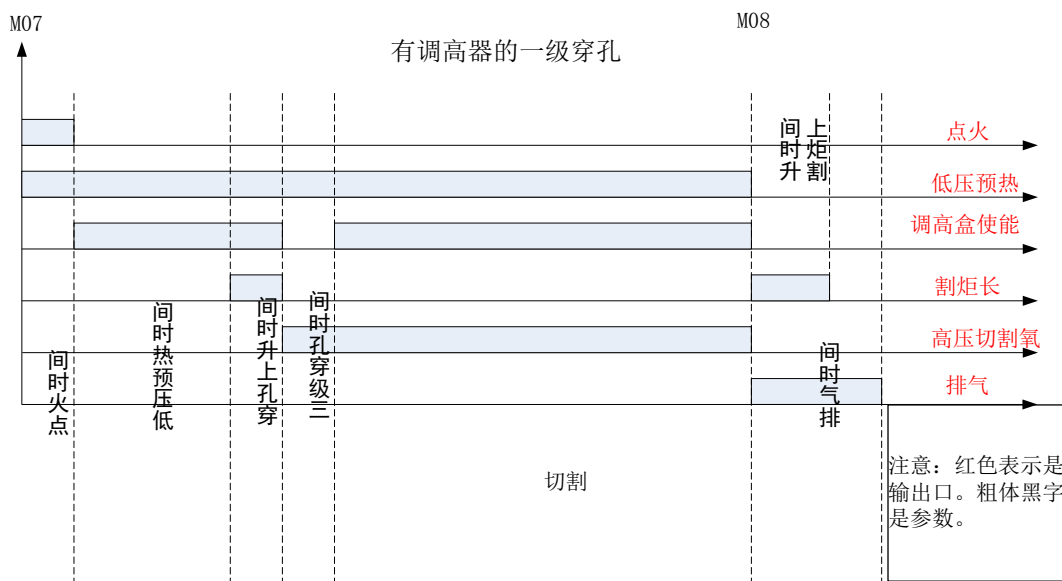 M07
M08
有调高器的一级穿孔
割炬上
升时间
点火
低压预热
调高盒使能
割炬长
高压切割氧
排气
点火时间
低压预热时间
穿孔上升时间
三级穿孔时间
排气时间
切割
注意：红色表示是
输出口。粗体黑字
是参数。